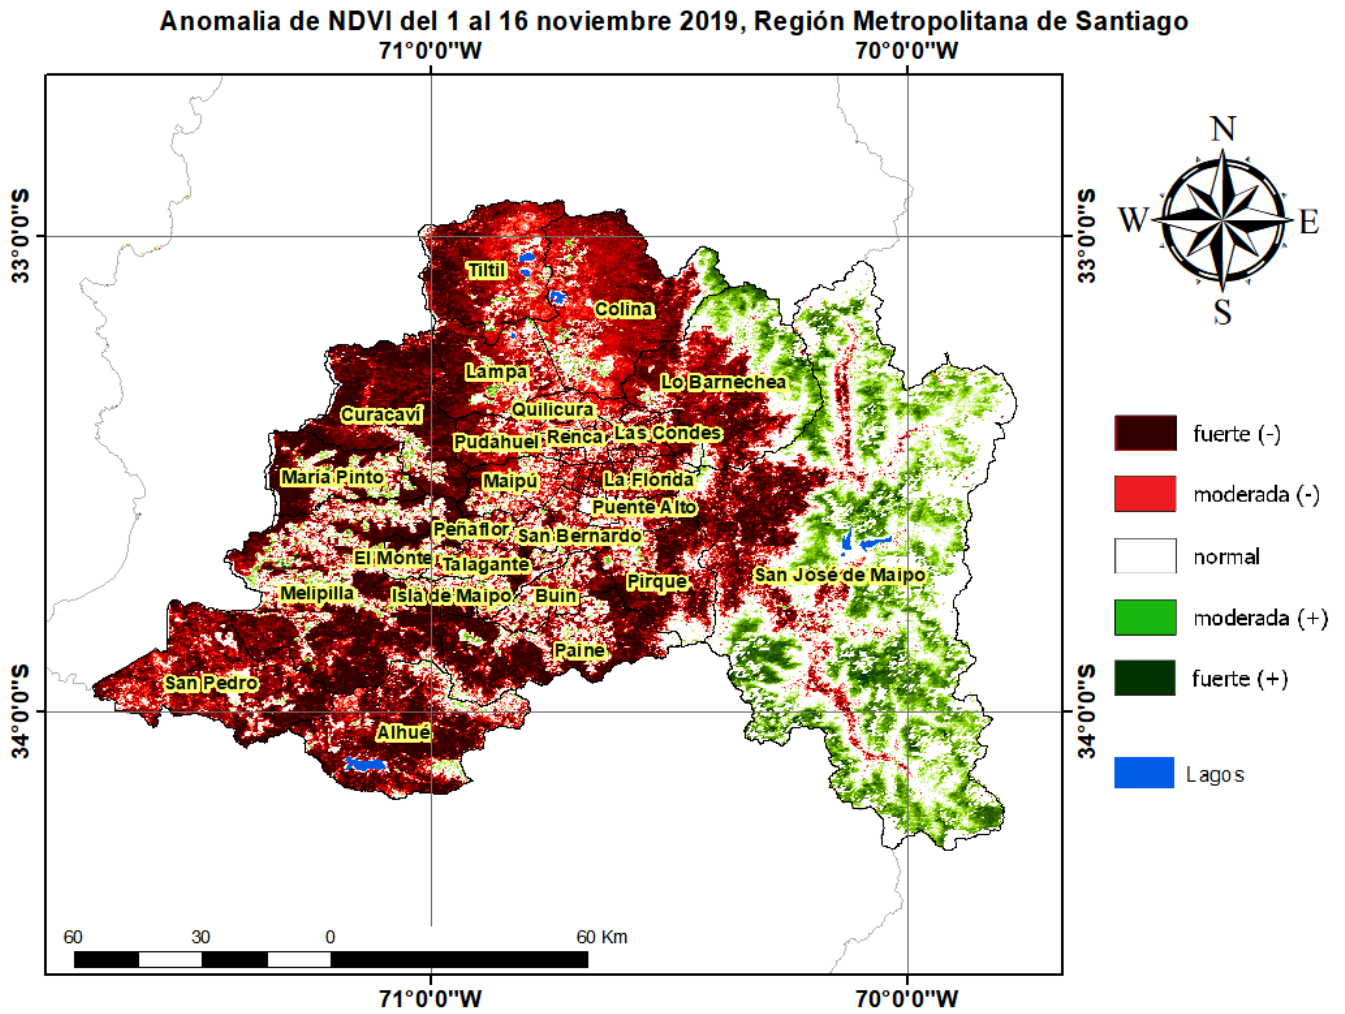 Anomalia de NDVI del 1 al 16 noviembre 2019, Región Metropolitana de Santiago
71°0'0"W 70°0'0"W
33°0'0"S 33°0'0"S
N
W E
S
Tiltil
Colina
Lampa
Lo Barnechea
Curacaví
Quilicura
Pudahuel Renca Las Condes
María Pinto
Maipú
La Florida
Puente Alto
Peñaflor
San Bernardo
El Monte
Talagante
San José de Maipo
Pirque
Melipilla
Isla de Maipo
Buin
Paine
San Pedro
Alhué
34°0'0"S 34°0'0"S
fuerte (-)
moderada (-)
normal
moderada (+)
fuerte (+)
Lagos
60 30 0 60 Km
71°0'0"W 70°0'0"W